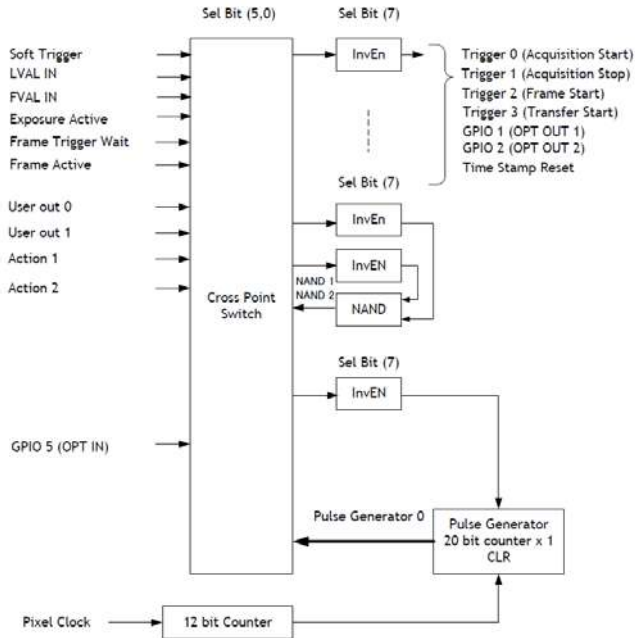 Sel Bit (5,0)
Sel Bit (7)
Soft Trigger
LVAL IN
FVAL IN
Exposure Active
Frame Trigger Wait
Frame Active
User out 0
User out 1
Action 1
Action 2
GPIO 5 (OPT IN)
Cross Point
Switch
InvEn
Trigger 0 (Acquisition Start)
Trigger 1 (Acquisition Stop)
Trigger 2 (Frame Start)
Trigger 3 (Transfer Start)
GPIO 1 (OPT OUT 1)
GPIO 2 (OPT OUT 2)
Time Stamp Reset
Sel Bit (7)
InvEn
InvEN
NAND 1
NAND 2
NAND
Sel Bit (7)
InvEN
Pulse Generator 0
Pulse Generator
20 bit counter x 1
CLR
Pixel Clock
12 bit Counter